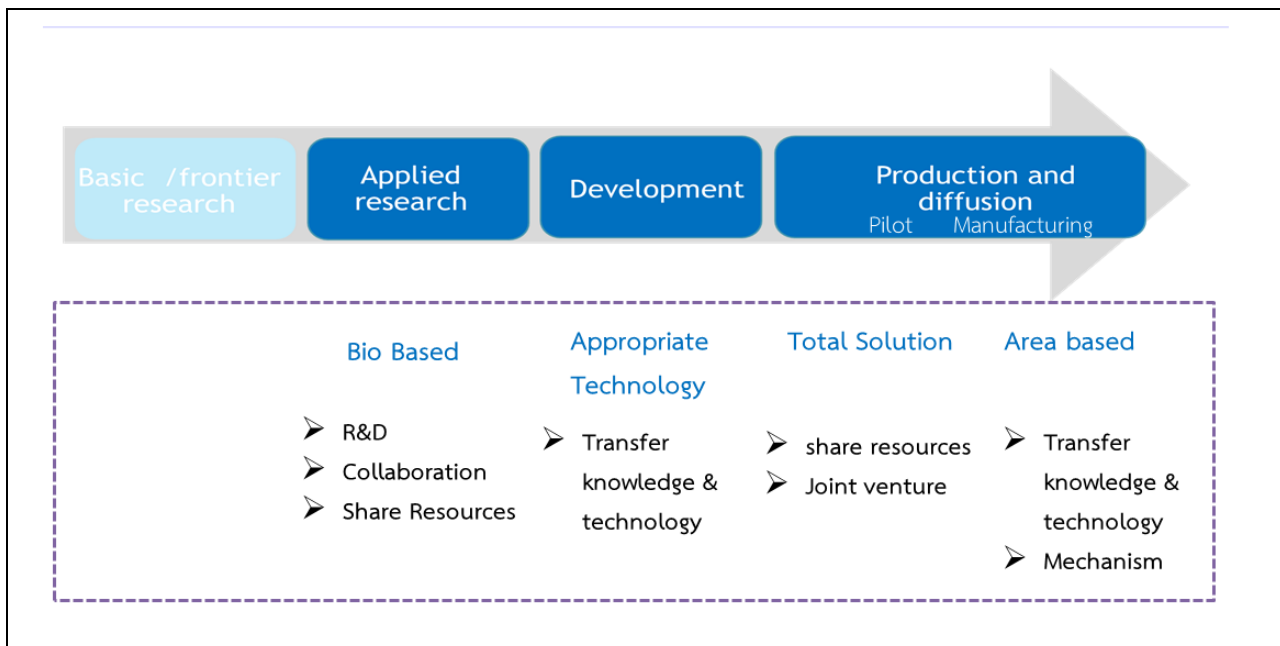 Basic /frontier
research
Applied
research
Development
Production and
diffusion
Pilot Manufacturing
Bio Based
➢ R&D
➢ Collaboration
➢ Share Resources
Appropriate
Technology
➢ Transfer
knowledge &
technology
Total Solution
➢ share resources
➢ Joint venture
Area based
➢ Transfer
knowledge &
technology
➢ Mechanism